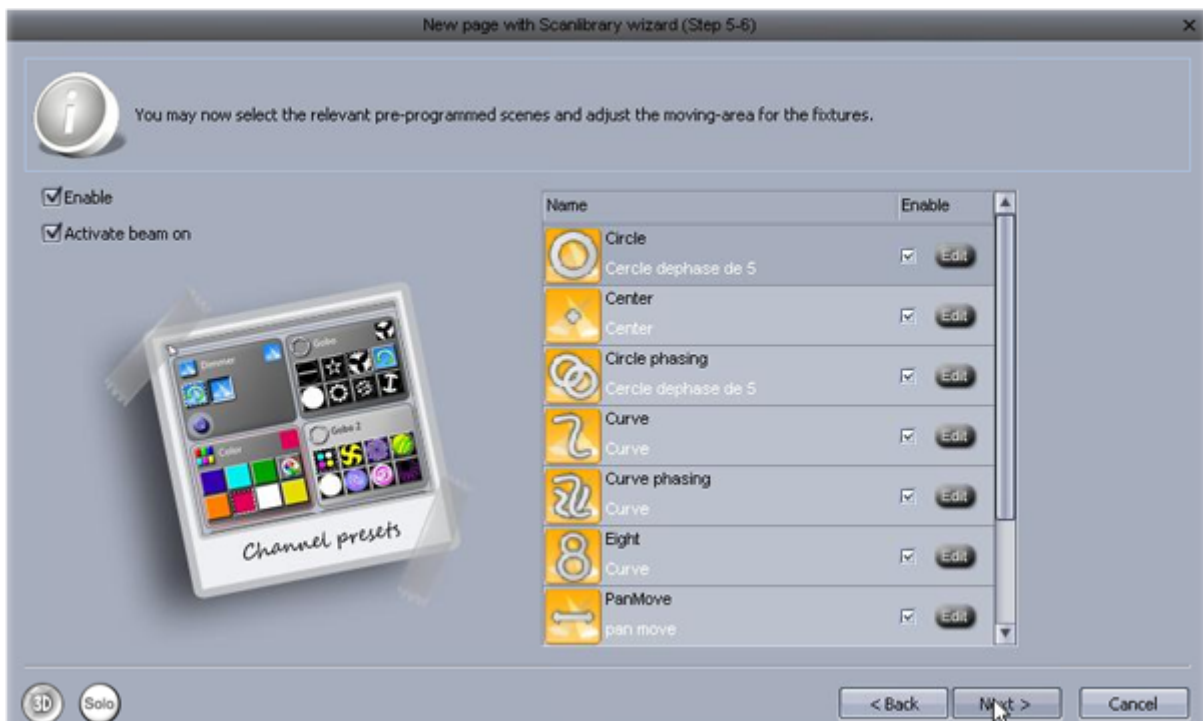 New page with Scanlibrary wizard (Step 5-6)
You may now select the relevant pre-programmed scenes and adjust the moving-area for the fixtures.
Enable
Activate beam on
Dimmer
Gobo
Color
Gobo 2
Channel presets
Name Enable
Circle
Cercle dephase de 5
Edit
Center
Center
Edit
Circle phasing
Cercle dephase de 5
Edit
Curve
Curve
Edit
Curve phasing
Curve
Edit
Eight
Curve
Edit
PanMove
pan move
Edit
3D
Solo
< Back
Next >
Cancel